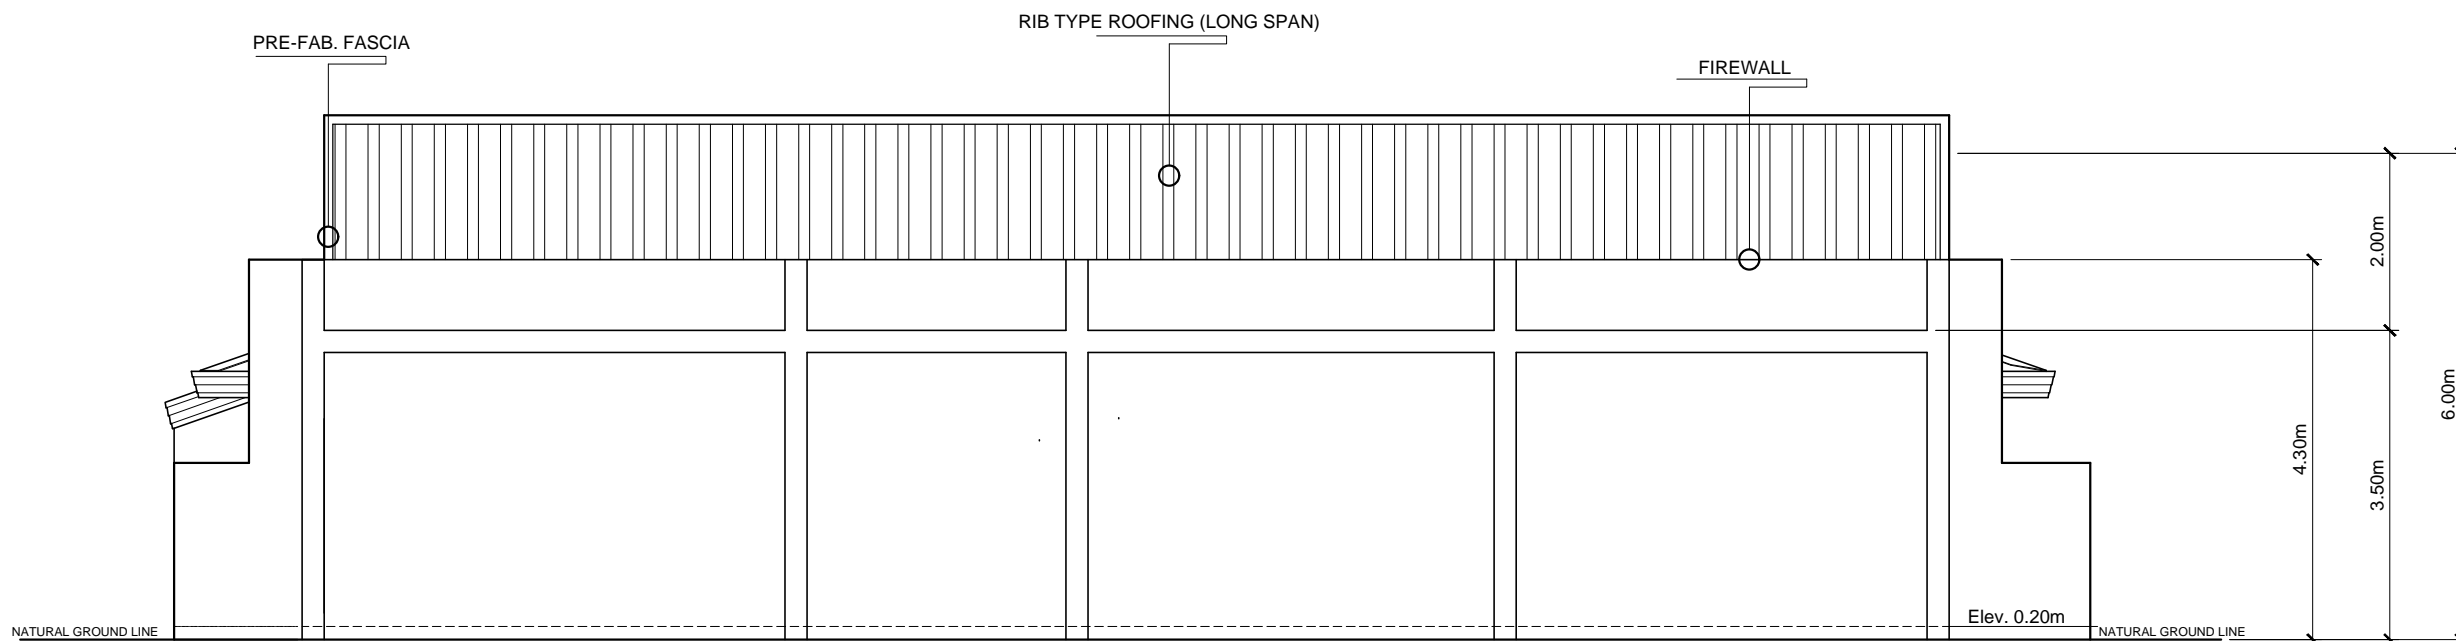 RIB TYPE ROOFING (LONG SPAN)
PRE-FAB. FASCIA
FIREWALL
2.00m
6.00m
4.30m
3.50m
Elev. 0.20m
NATURAL GROUND LINE
NATURAL GROUND LINE